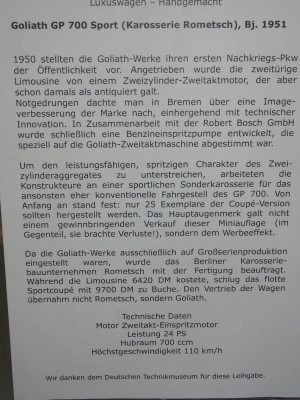 Luxuswagen – Handgemacht
Goliath GP 700 Sport (Karosserie Rometsch), Bj. 1951
1950 stellten die Goliath-Werke ihren ersten Nachkriegs-Pkw
der Öffentlichkeit vor. Angetrieben wurde die zweitürige
Limousine von einem Zweizylinder-Zweitaktmotor, der aber
schon damals als antiquiert galt.
Notgedrungen dachte man in Bremen über eine Image-
verbesserung der Marke nach, einhergehend mit technischer
Innovation. In Zusammenarbeit mit der Robert Bosch GmbH
wurde schließlich eine Benzineinspritzpumpe entwickelt, die
speziell auf die Goliath-Zweitaktmaschine abgestimmt war.
Um den leistungsfähigen, spritzigen Charakter des Zwei-
zylinderaggregates zu unterstreichen, arbeiteten die
Konstrukteure an einer sportlichen Sonderkarosserie für das
ansonsten eher konventionelle Fahrgestell des GP 700. Von
Anfang an stand fest: nur 25 Exemplare der Coupé-Version
sollten hergestellt werden. Das Hauptaugenmerk galt nicht
einem gewinnbringenden Verkauf dieser Miniauflage (im
Gegenteil, sie brachte Verluste!), sondern dem Werbeeffekt.
Da die Goliath-Werke ausschließlich auf Großserienproduktion
eingestellt waren, wurde das Berliner Karosserie-
bauunternehmen Rometsch mit der Fertigung beauftragt.
Während die Limousine 6420 DM kostete, schlug das flotte
Sportcoupé mit 9700 DM zu Buche. Den Vertrieb der Wagen
übernahm nicht Rometsch, sondern Goliath.
Technische Daten
Motor Zweitakt-Einspritzmotor
Leistung 24 PS
Hubraum 700 ccm
Höchstgeschwindigkeit 110 km/h
Wir danken dem Deutschen Technikmuseum für diese Leihgabe.